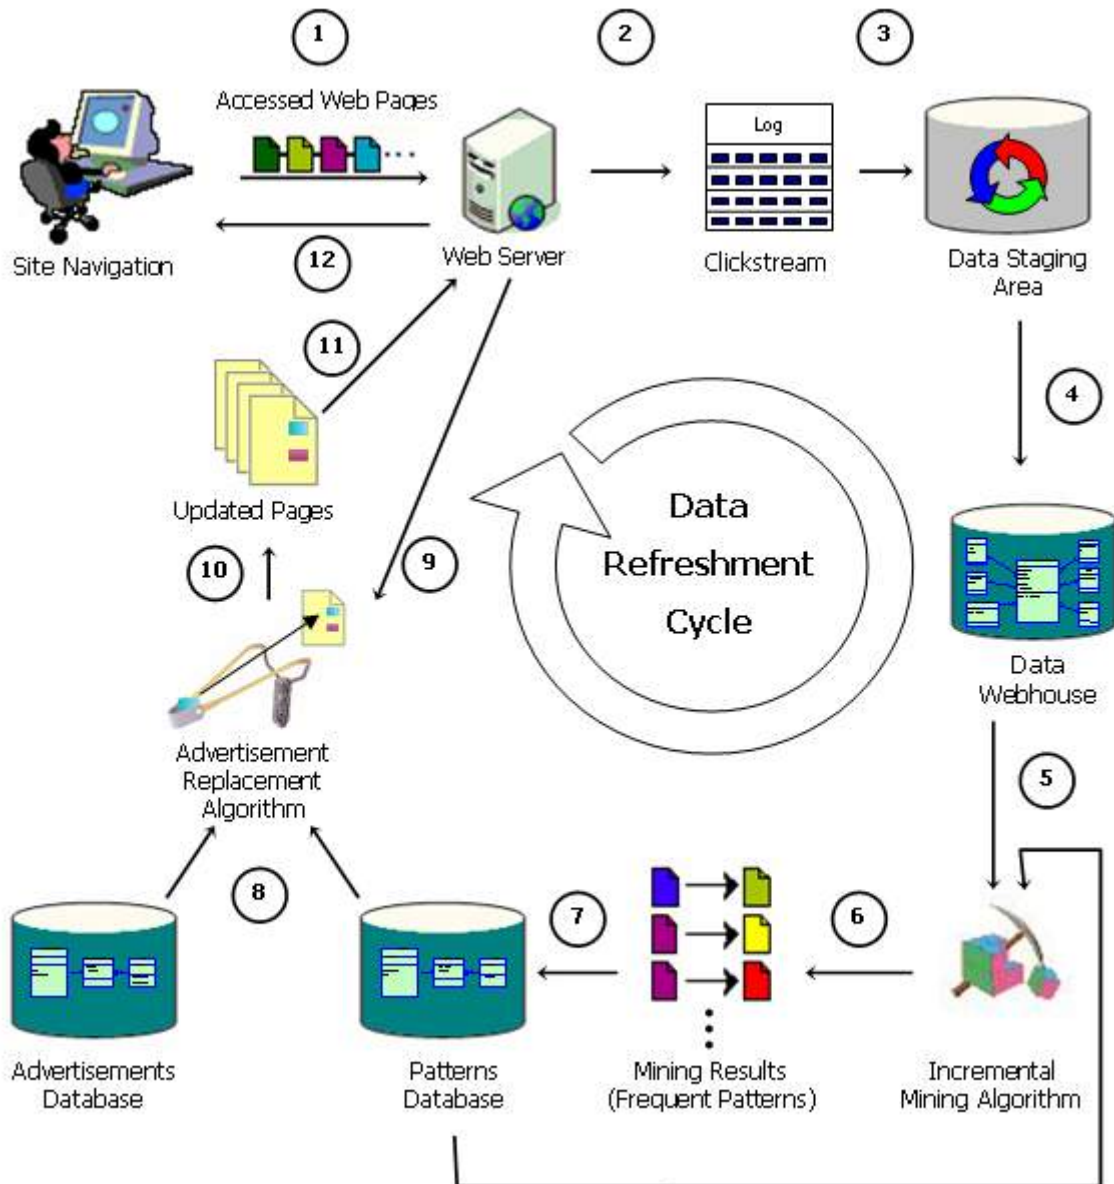 1
2
3
Accessed Web Pages
Log
Site Navigation
12
Web Server
Clickstream
Data Staging
Area
11
4
Updated Pages
Data
Refreshment
Cycle
10
9
Data
Webhouse
Advertisement
Replacement
Algorithm
5
8
7
6
Advertisements
Database
Patterns
Database
Mining Results
(Frequent Patterns)
Incremental
Mining Algorithm